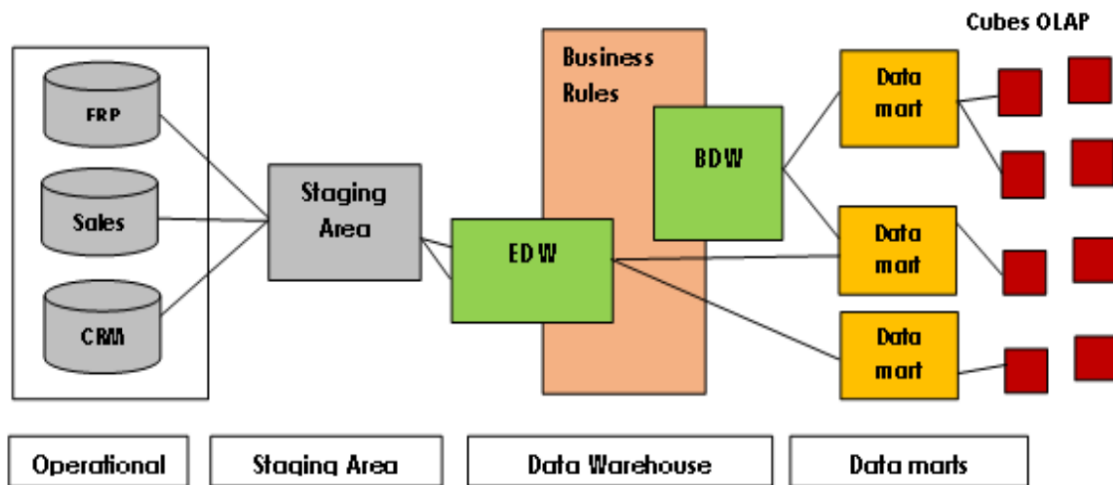 Cubes OLAP
ERP
Sales
CRM
Staging
Area
EDW
Business
Rules
BDW
Data
mart
Data
mart
Data
mart
Operational
Staging Area
Data Warehouse
Data marts